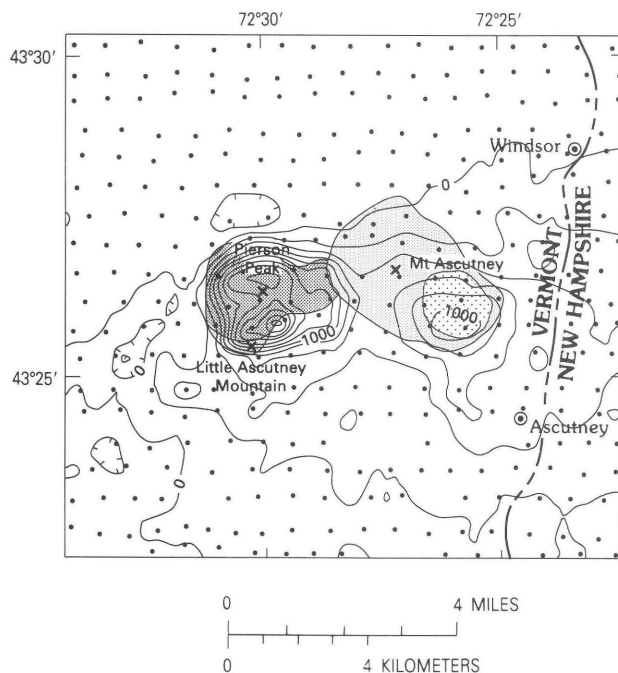 72°30′ 72°25′
43°30′
Windsor
0
Pierson
Peak
Mt Ascutney
VERMONT
NEW HAMPSHIRE
1000
1000
0
Little Ascutney
Mountain
43°25′
Ascutney
0
0 4 MILES
0 4 KILOMETERS